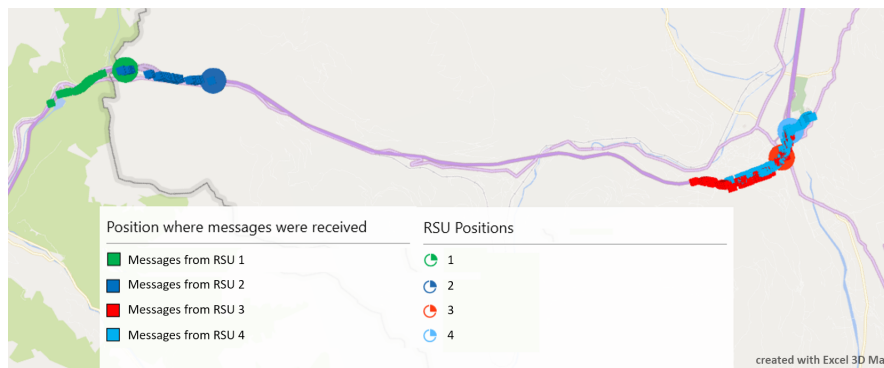 Position where messages were received
Messages from RSU 1
Messages from RSU 2
Messages from RSU 3
Messages from RSU 4
RSU Positions
1
2
3
4
created with Excel 3D Ma